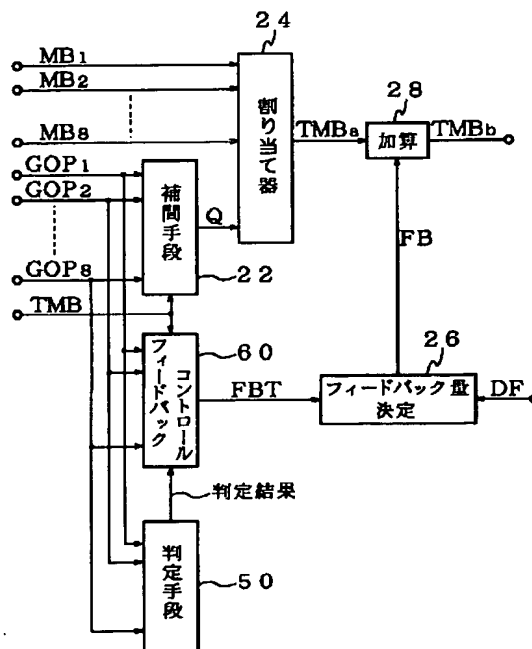 24
MB1
MB2
MB8
割り当て器
TMBa
28
加算
TMBb
GOP1
GOP2
GOP8
補間手段
Q
22
FB
TMB
60
フィードバック
コントロール
FBT
26
フィードバック量
決定
DF
判定結果
判定手段
50